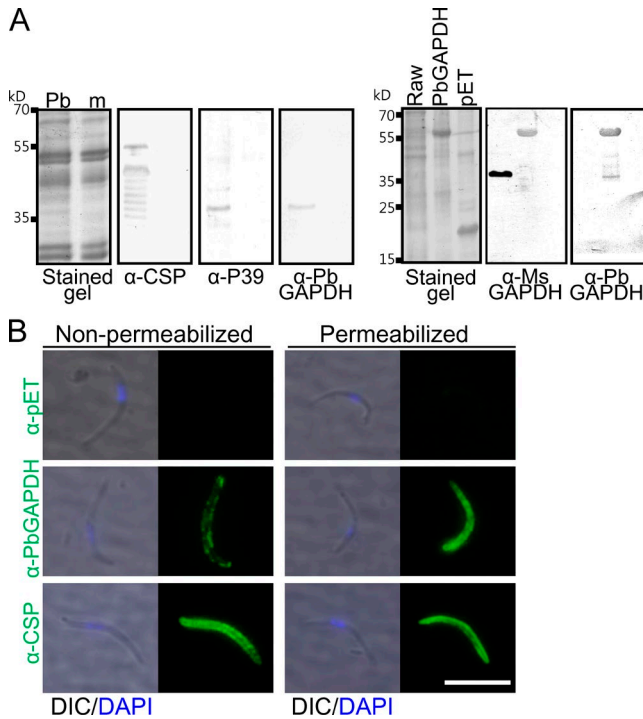 A
kD
Pb m
70
55
35
Stained gel
α-CSP
α-P39
α-Pb GAPDH
kD
Raw
PbGAPDH
pET
70
55
35
25
15
Stained gel
α-Ms GAPDH
α-Pb GAPDH
B
Non-permeabilized
Permeabilized
α-pET
α-PbGAPDH
α-CSP
DIC/DAPI
DIC/DAPI